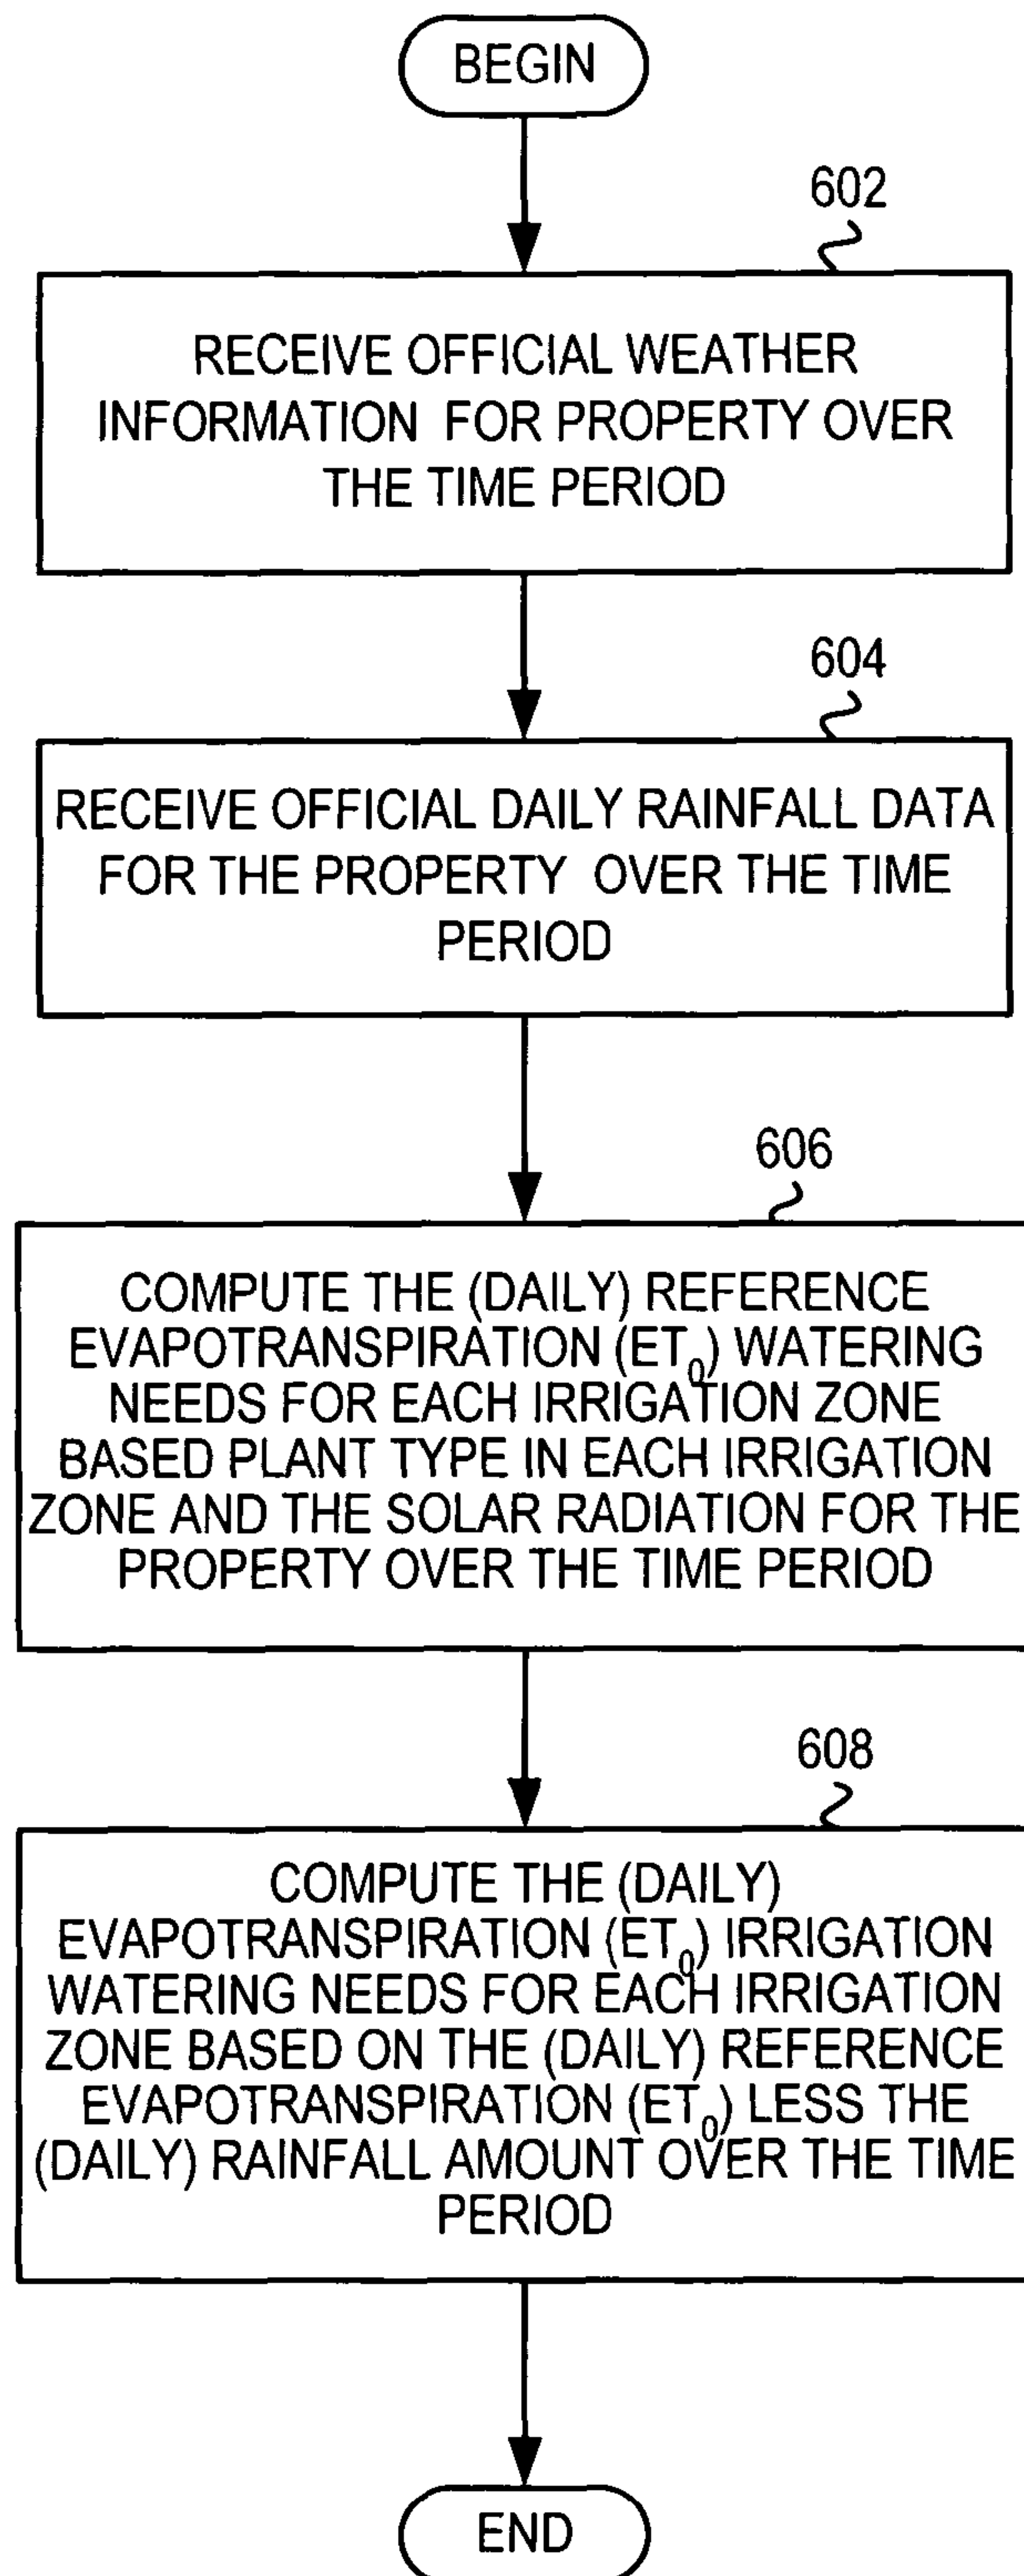 BEGIN
602
RECEIVE OFFICIAL WEATHER
INFORMATION FOR PROPERTY OVER
THE TIME PERIOD
604
RECEIVE OFFICIAL DAILY RAINFALL DATA
FOR THE PROPERTY OVER THE TIME
PERIOD
606
COMPUTE THE (DAILY) REFERENCE
EVAPOTRANSPIRATION (ET₀) WATERING
NEEDS FOR EACH IRRIGATION ZONE
BASED PLANT TYPE IN EACH IRRIGATION
ZONE AND THE SOLAR RADIATION FOR THE
PROPERTY OVER THE TIME PERIOD
608
COMPUTE THE (DAILY)
EVAPOTRANSPIRATION (ET₀) IRRIGATION
WATERING NEEDS FOR EACH IRRIGATION
ZONE BASED ON THE (DAILY) REFERENCE
EVAPOTRANSPIRATION (ET₀) LESS THE
(DAILY) RAINFALL AMOUNT OVER THE TIME
PERIOD
END